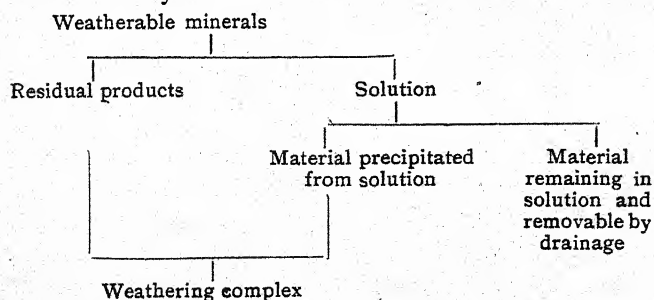 Weatherable minerals
Residual products
Solution
Material precipitated
from solution
Material
remaining in
solution and
removable by
drainage
Weathering complex